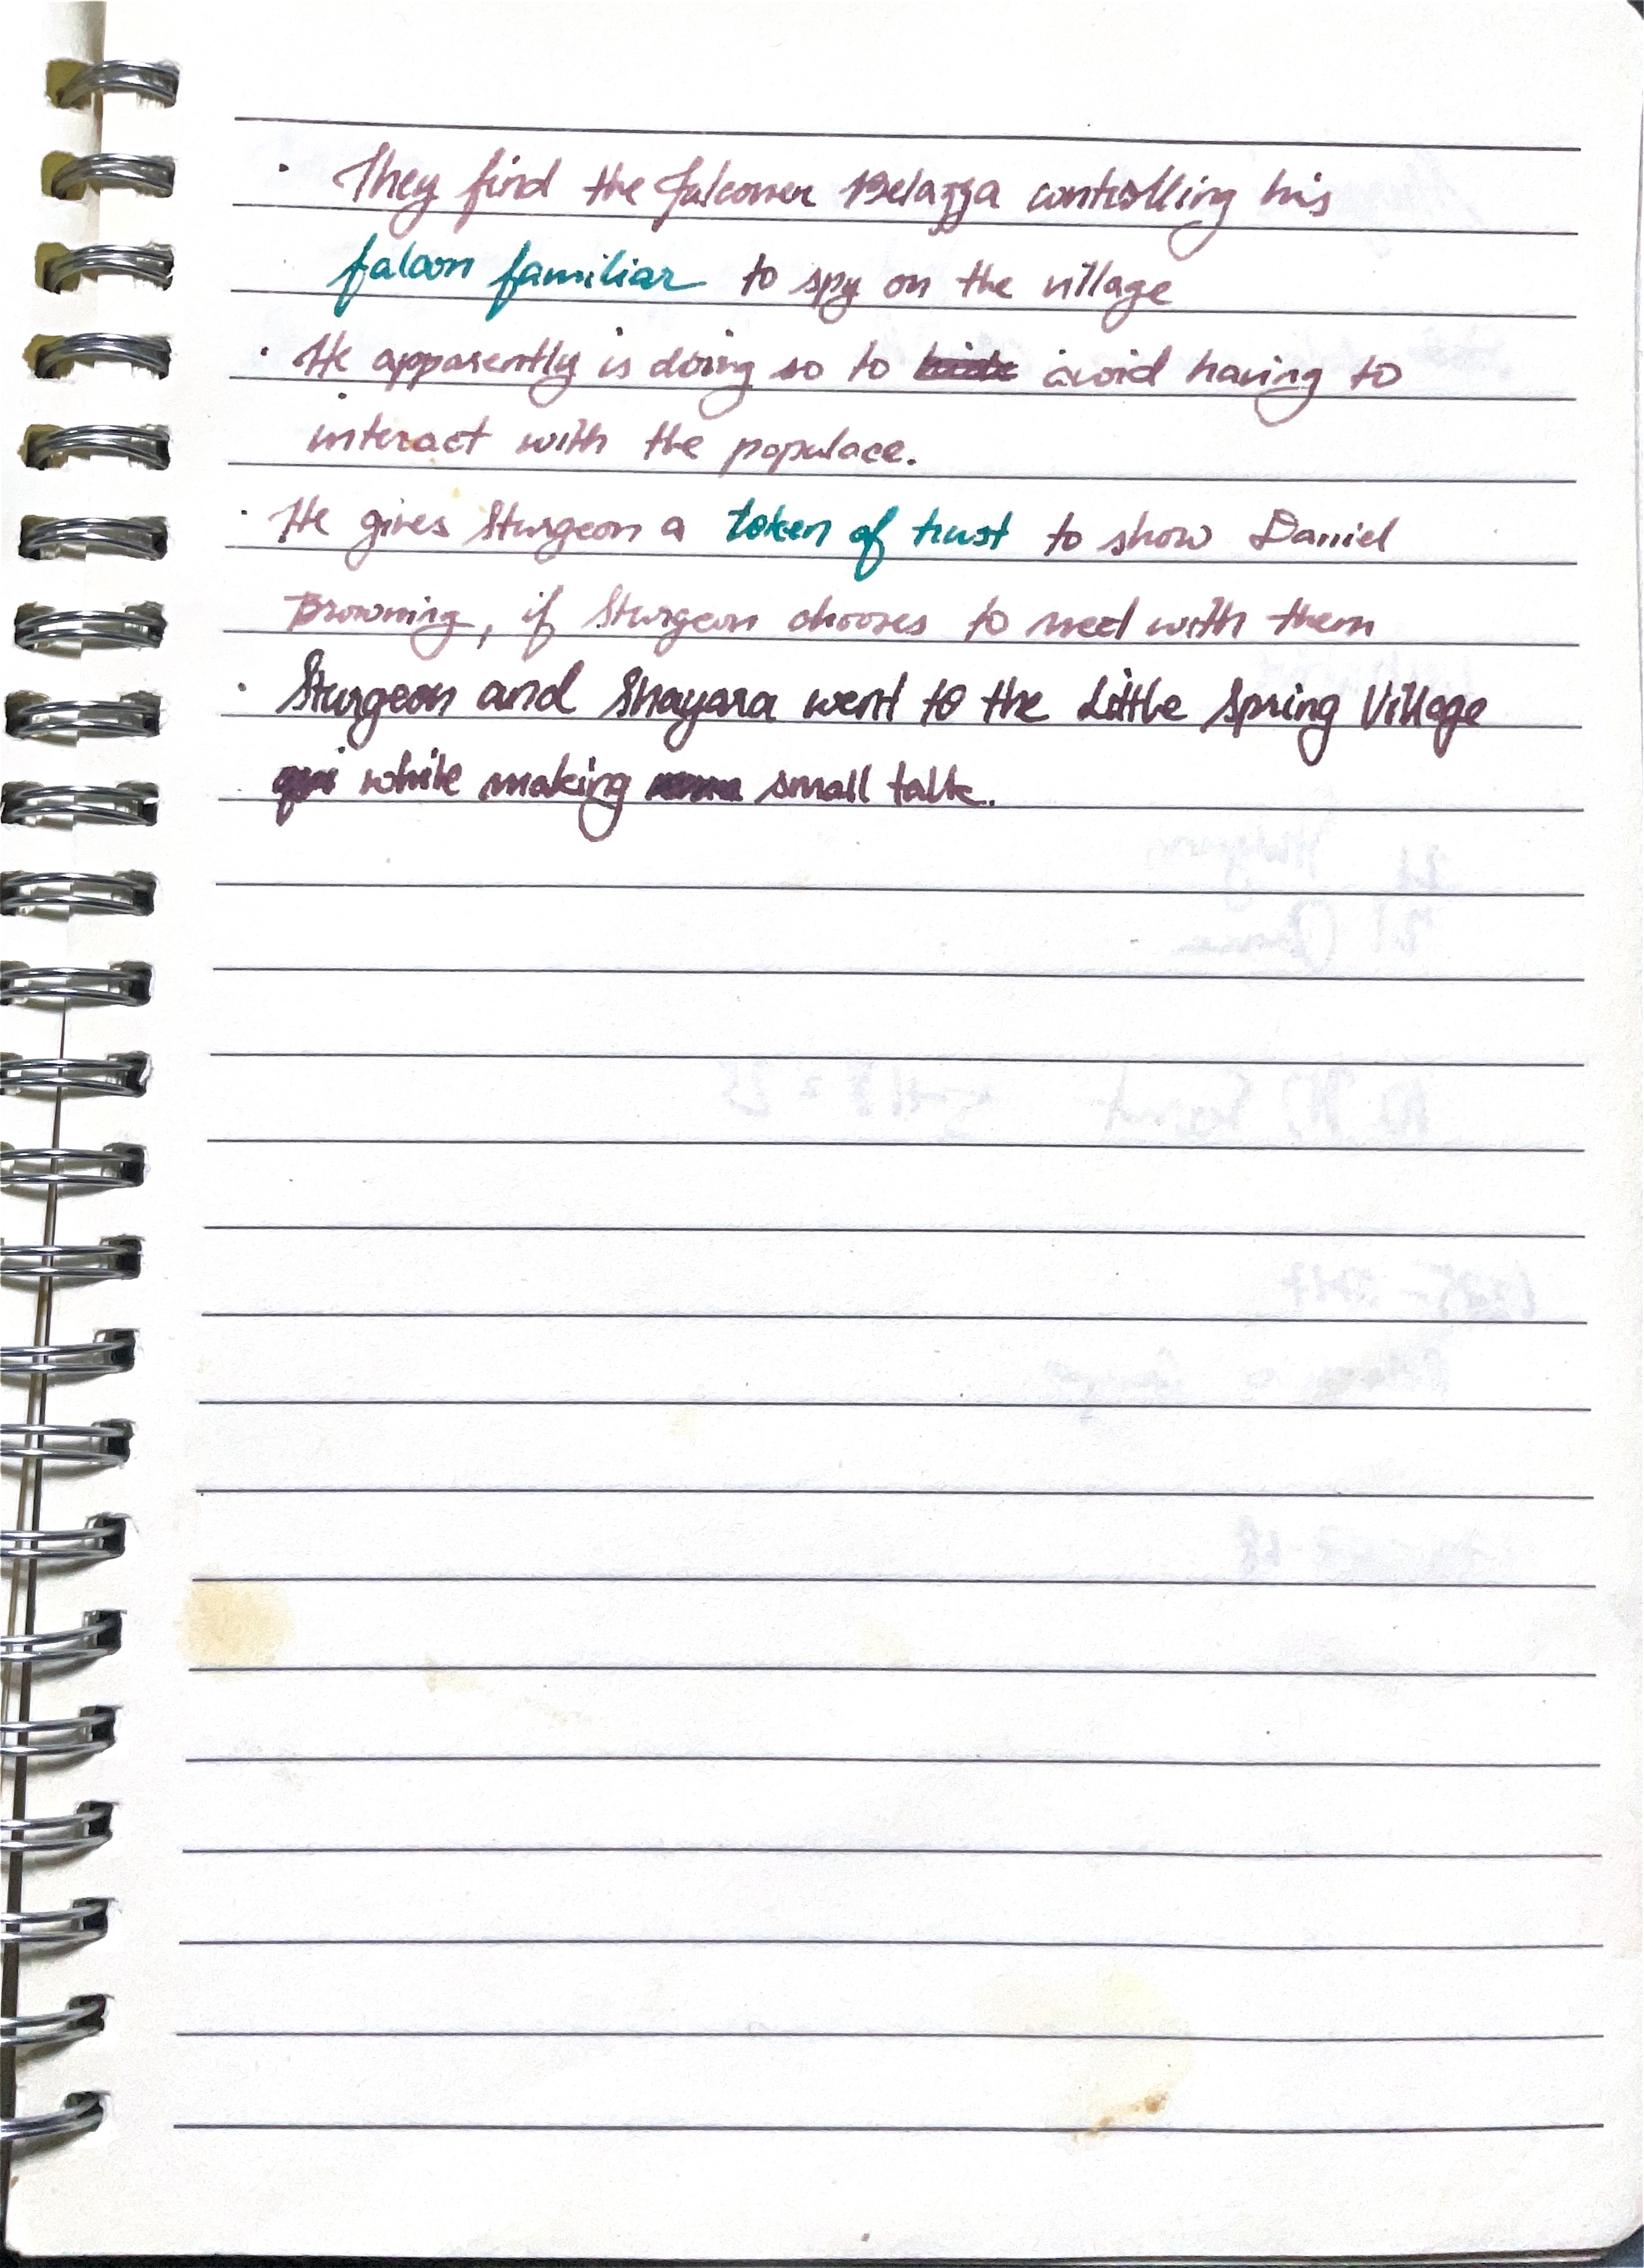 · They find the falconer Belazza controlling his
falcon familiar to spy on the village
· He apparently is doing so to avoid having to
interact with the populace.
· He gives Sturgeon a token of trust to show Daniel
Browning, if Sturgeon chooses to meet with them
· Sturgeon and Shayara went to the Little Spring Village
while making small talk.